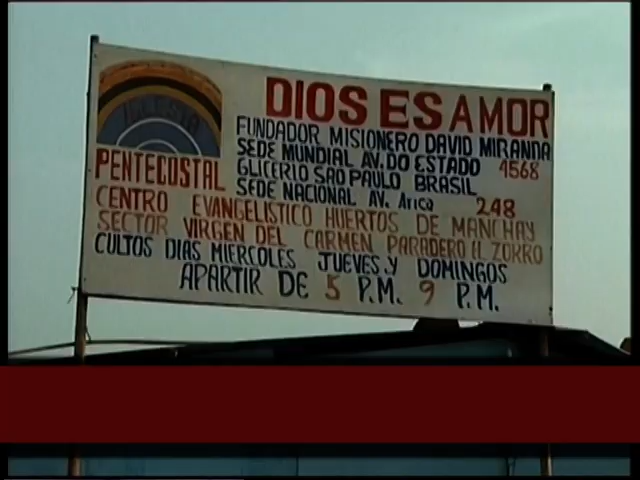 IGLESIA
PENTECOSTAL
DIOS ES AMOR
FUNDADOR MISIONERO DAVID MIRANDA
SEDE MUNDIAL AV. DO ESTADO 4568
GLICERIO SAO PAULO BRASIL
SEDE NACIONAL AV. Arica 248
CENTRO EVANGELISTICO HUERTOS DE MANCHAY
SECTOR VIRGEN DEL CARMEN PARADERO EL ZORRO
CULTOS DIAS MIERCOLES JUEVES.Y DOMINGOS
APARTIR DE 5 P.M. 9 P.M.